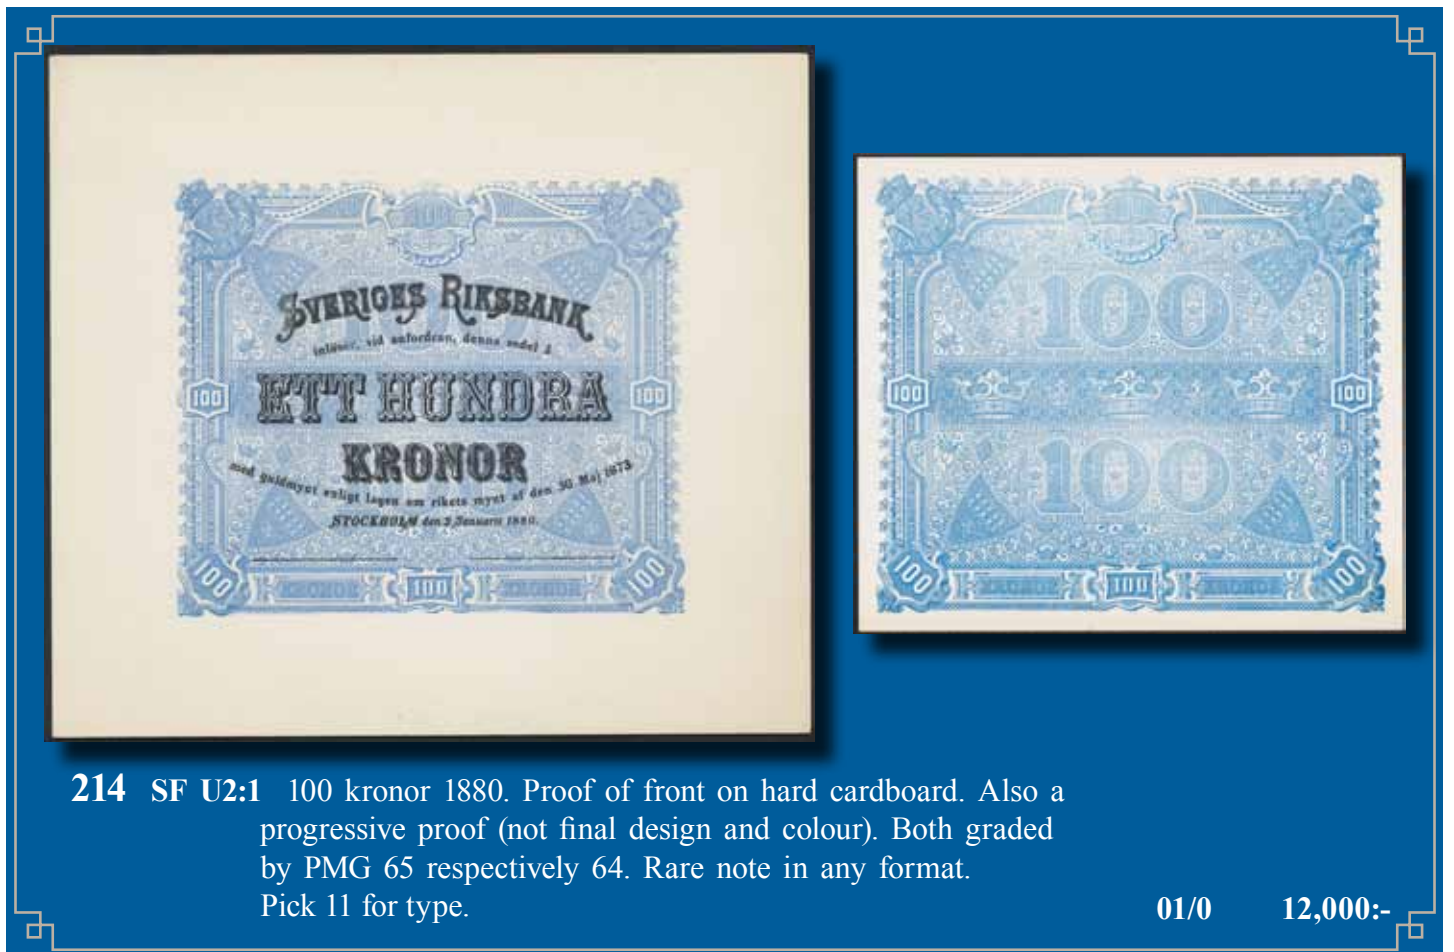 SVERIGES RIKSBANK
inlöser, vid anfordran, denna sedel å
ETT HUNDRA
100 100
KRONOR
med guldmynt enligt lagen om rikets mynt af den 30 Maj 1873
STOCKHOLM den 2 Januarii 1880.
100 KRONOR 100 KRONOR 100
100
100
100 100
100
100 100 100
214 SF U2:1 100 kronor 1880. Proof of front on hard cardboard. Also a
progressive proof (not final design and colour). Both graded
by PMG 65 respectively 64. Rare note in any format.
Pick 11 for type. 01/0 12,000:-